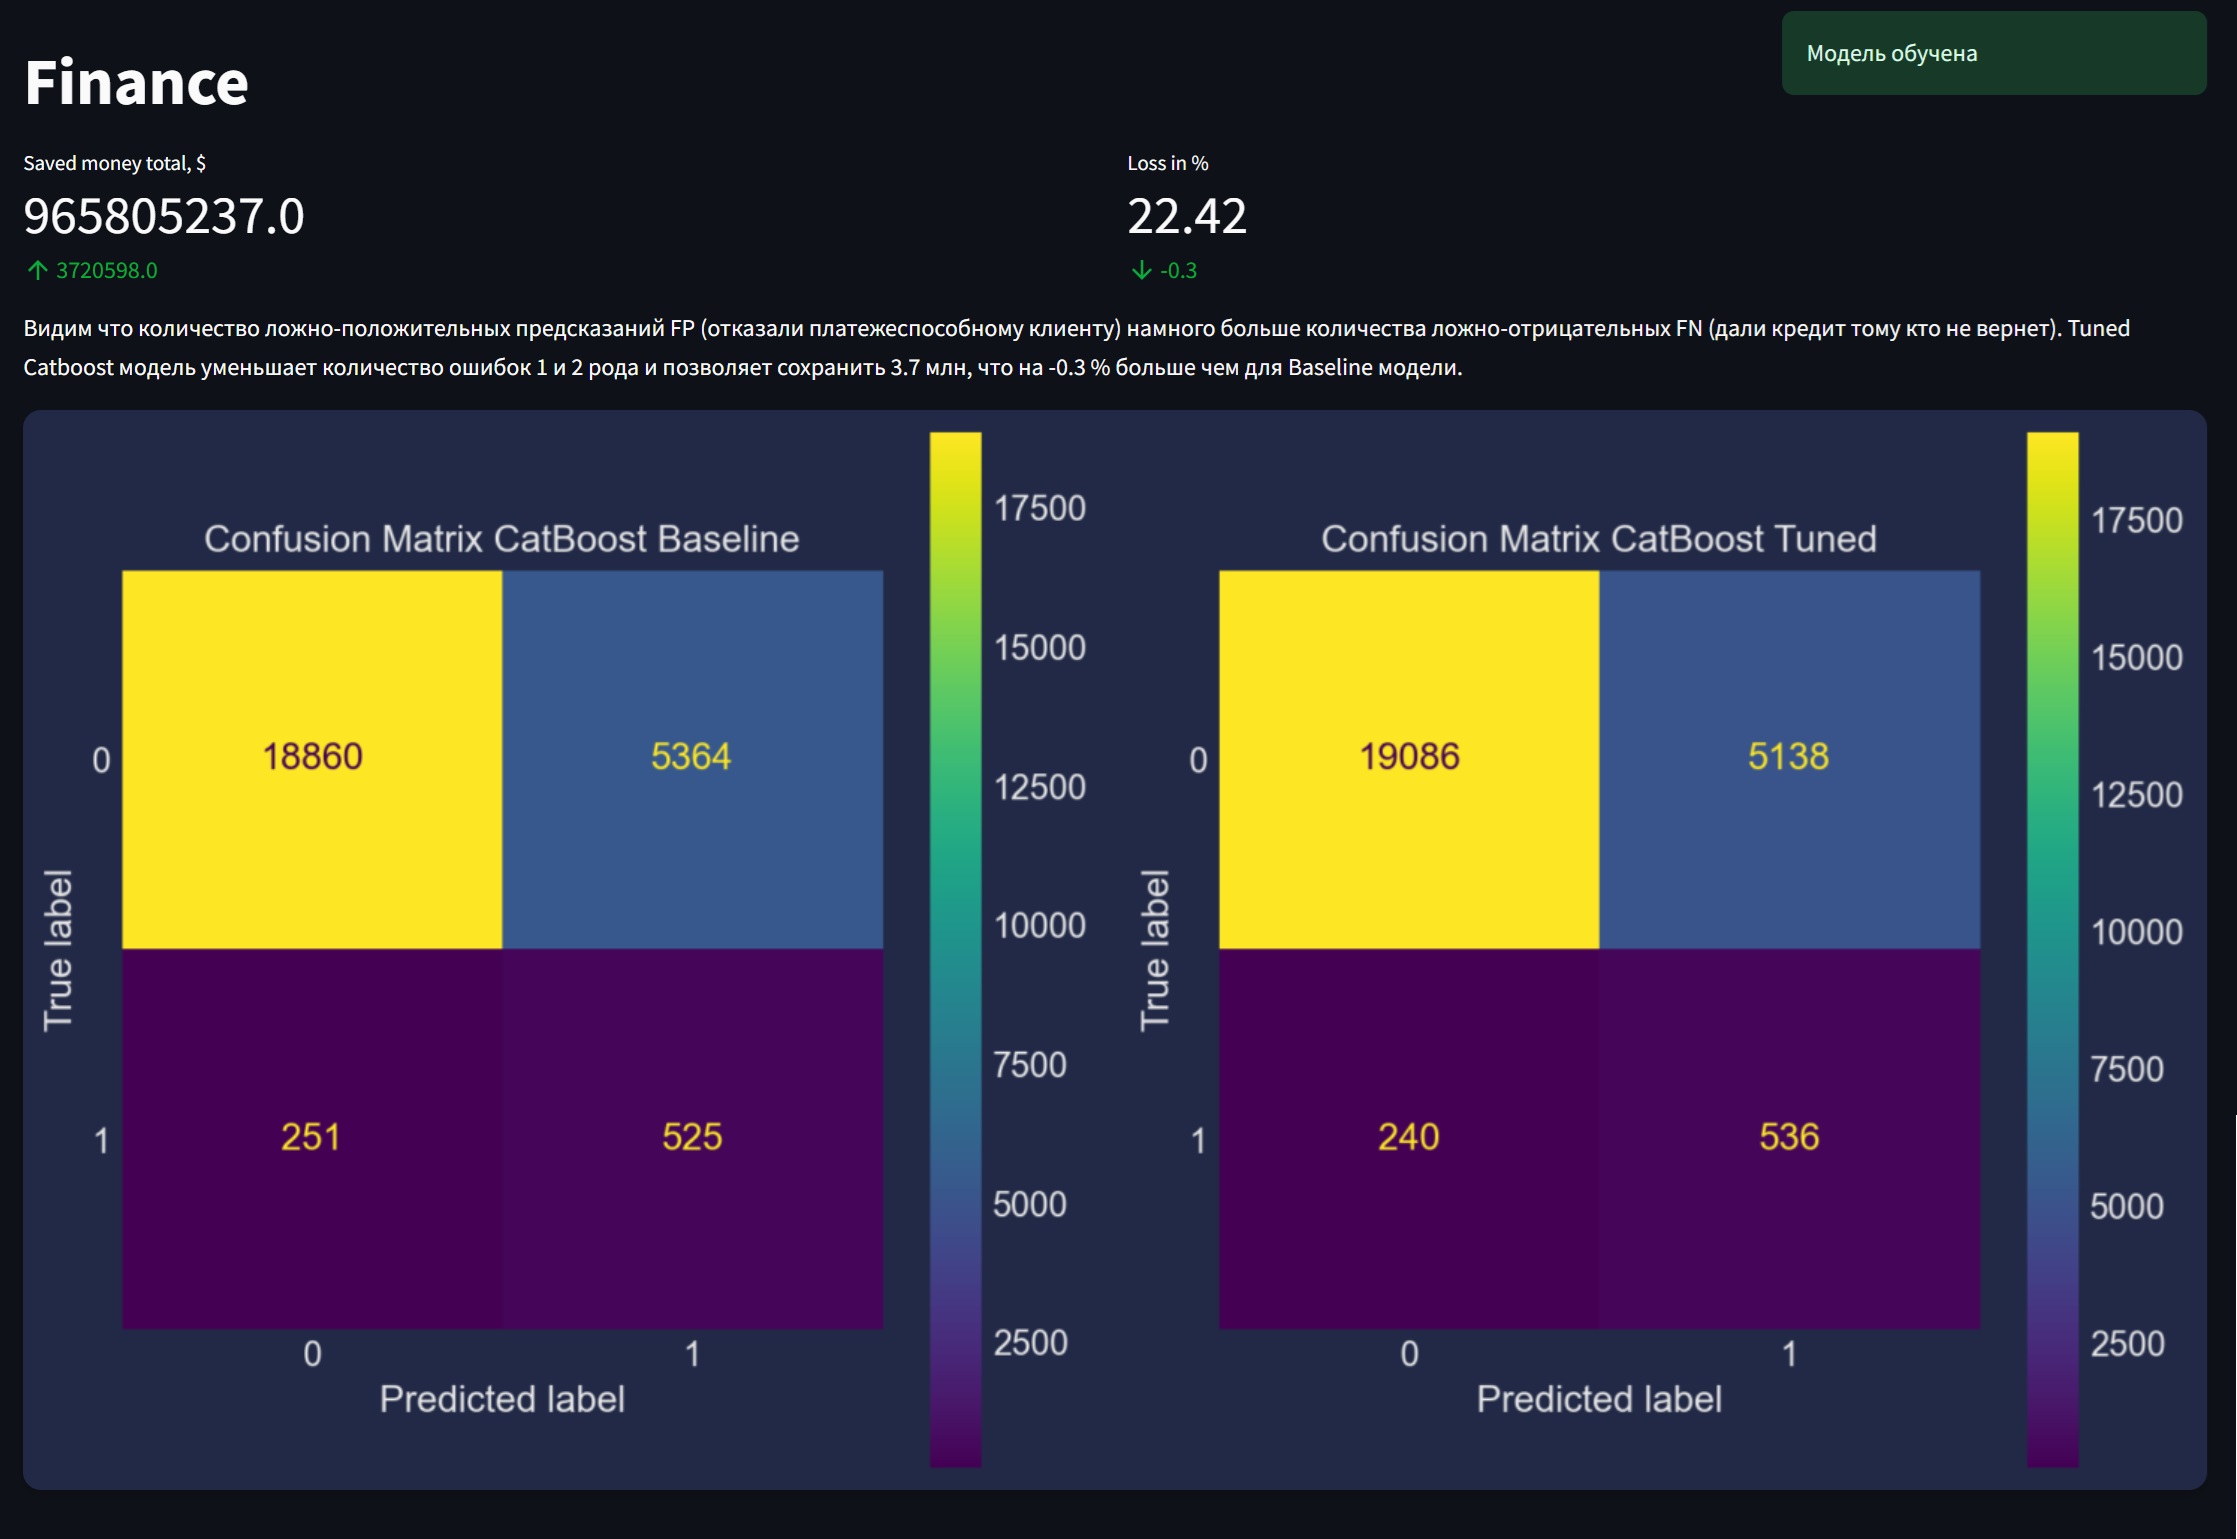 Модель обучена
Finance
Saved money total, $
965805237.0
↑ 3720598.0
Loss in %
22.42
↓ -0.3
Видим что количество ложно-положительных предсказаний FP (отказали платежеспособному клиенту) намного больше количества ложно-отрицательных FN (дали кредит тому кто не вернет). Tuned
Catboost модель уменьшает количество ошибок 1 и 2 рода и позволяет сохранить 3.7 млн, что на -0.3 % больше чем для Baseline модели.
Confusion Matrix CatBoost Baseline
True label
0
18860
5364
1
251
525
0
1
Predicted label
17500
15000
12500
10000
7500
5000
2500
Confusion Matrix CatBoost Tuned
True label
0
19086
5138
1
240
536
0
1
Predicted label
17500
15000
12500
10000
7500
5000
2500